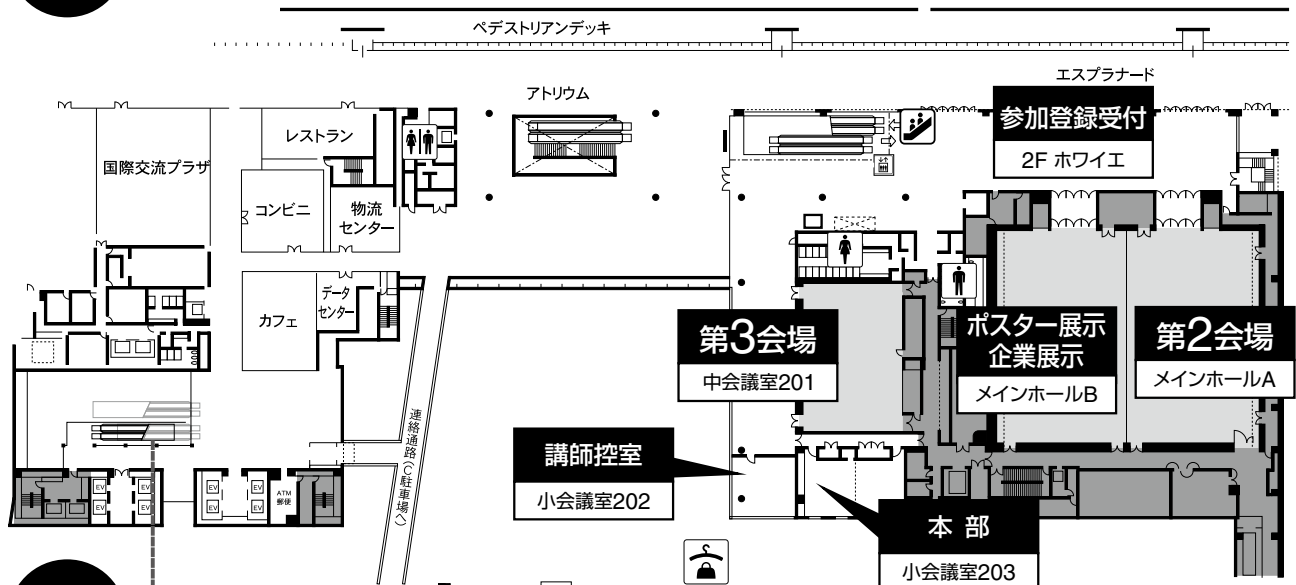 ペデストリアンデッキ
アトリウム
エスプラナード
参加登録受付
2F ホワイエ
レストラン
国際交流プラザ
コンビニ
物流
センター
カフェ
データ
センター
第3会場
中会議室201
ポスター展示
企業展示
メインホールB
第2会場
メインホールA
連絡通路(C駐車場へ)
講師控室
小会議室202
本 部
小会議室203
EV
EV
EV
EV
EV
EV
EV
EV
ATM
郵便